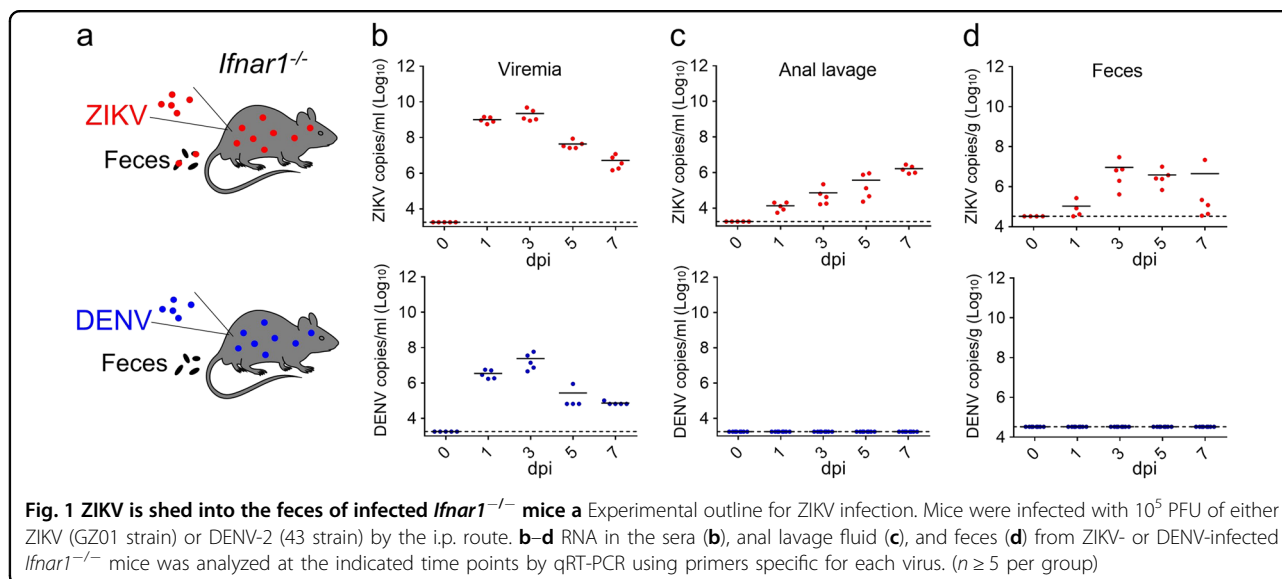 a
Ifnar1-/-
ZIKV
Feces
DENV
Feces
b
Viremia
ZIKV copies/ml (Log10)
12
10
8
6
4
0
1
3
5
7
dpi
DENV copies/ml (Log10)
12
10
8
6
4
0
1
3
5
7
dpi
c
Anal lavage
ZIKV copies/ml (Log10)
12
10
8
6
4
0
1
3
5
7
dpi
DENV copies/ml (Log10)
12
10
8
6
4
0
1
3
5
7
dpi
d
Feces
ZIKV copies/g (Log10)
12
10
8
6
4
0
1
3
5
7
dpi
DENV copies/g (Log10)
12
10
8
6
4
0
1
3
5
7
dpi
Fig. 1 ZIKV is shed into the feces of infected Ifnar1−/− mice a Experimental outline for ZIKV infection. Mice were infected with 10⁵ PFU of either
ZIKV (GZ01 strain) or DENV-2 (43 strain) by the i.p. route. b–d RNA in the sera (b), anal lavage fluid (c), and feces (d) from ZIKV- or DENV-infected
Ifnar1−/− mice was analyzed at the indicated time points by qRT-PCR using primers specific for each virus. (n ≥ 5 per group)